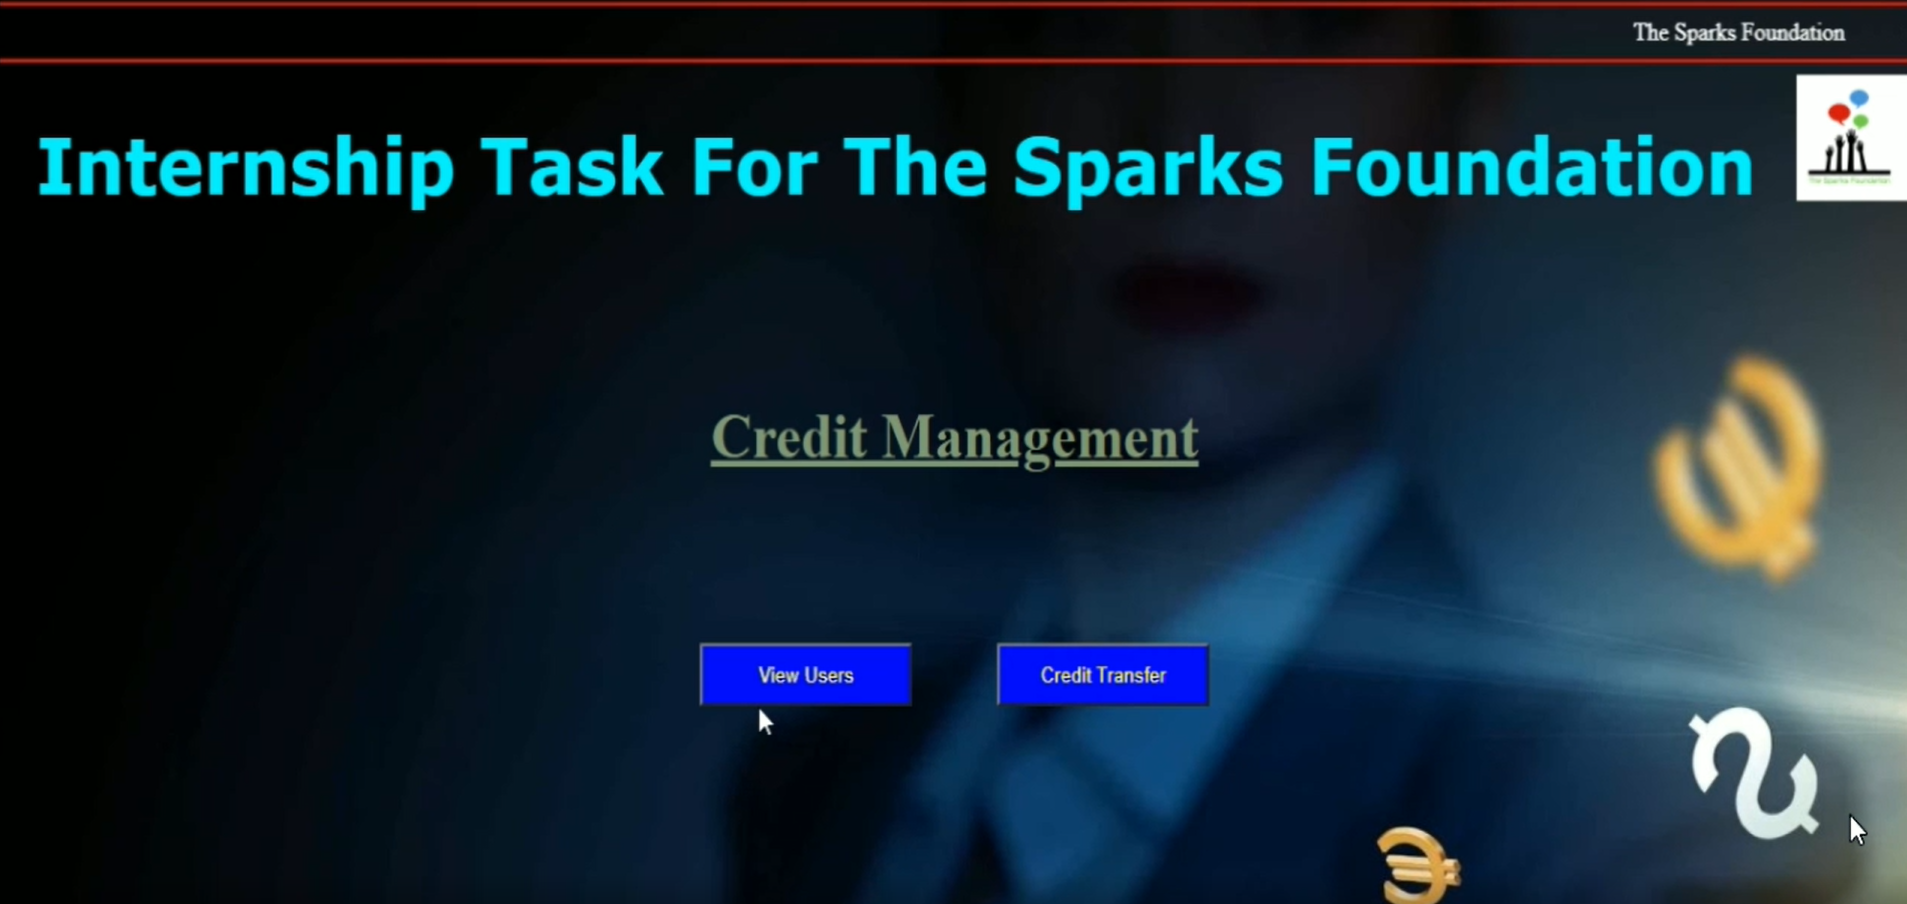 The Sparks Foundation
Internship Task For The Sparks Foundation
The Sparks Foundation
Credit Management
View Users
Credit Transfer